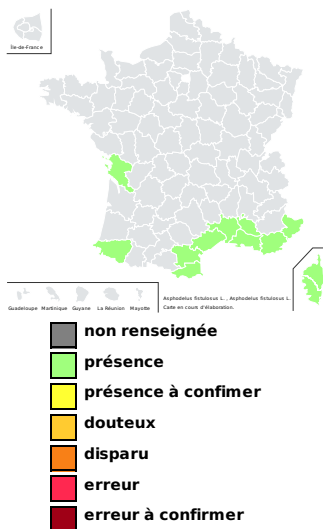 Île-de-France
Guadeloupe Martinique Guyane La Réunion Mayotte
Asphodelus fistulosus L. , Asphodelus fistulosus L.
Carte en cours d'élaboration.
non renseignée
présence
présence à confimer
douteux
disparu
erreur
erreur à confirmer